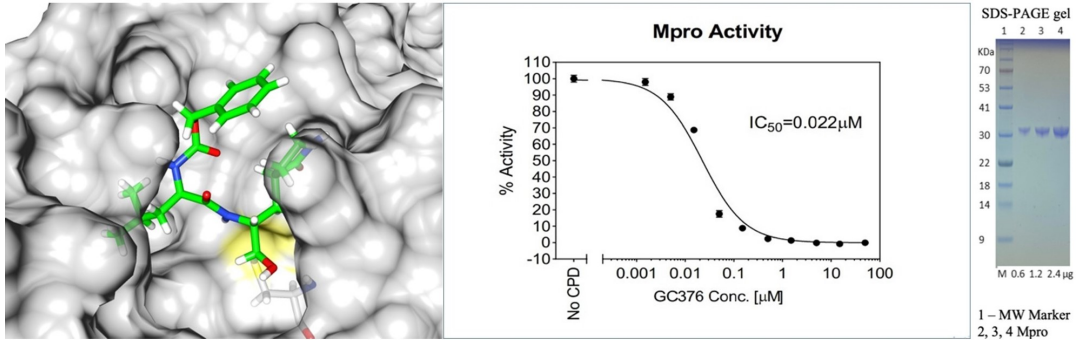 Mpro Activity
110
100
90
80
70
60
50
40
30
20
10
0
-10
% Activity
IC50=0.022µM
No CPD
0.001 0.01 0.1 1 10 100
GC376 Conc. [µM]
SDS-PAGE gel
1 2 3 4
KDa
70
53
41
30
22
18
14
9
M 0.6 1.2 2.4 µg
1 – MW Marker
2, 3, 4 Mpro